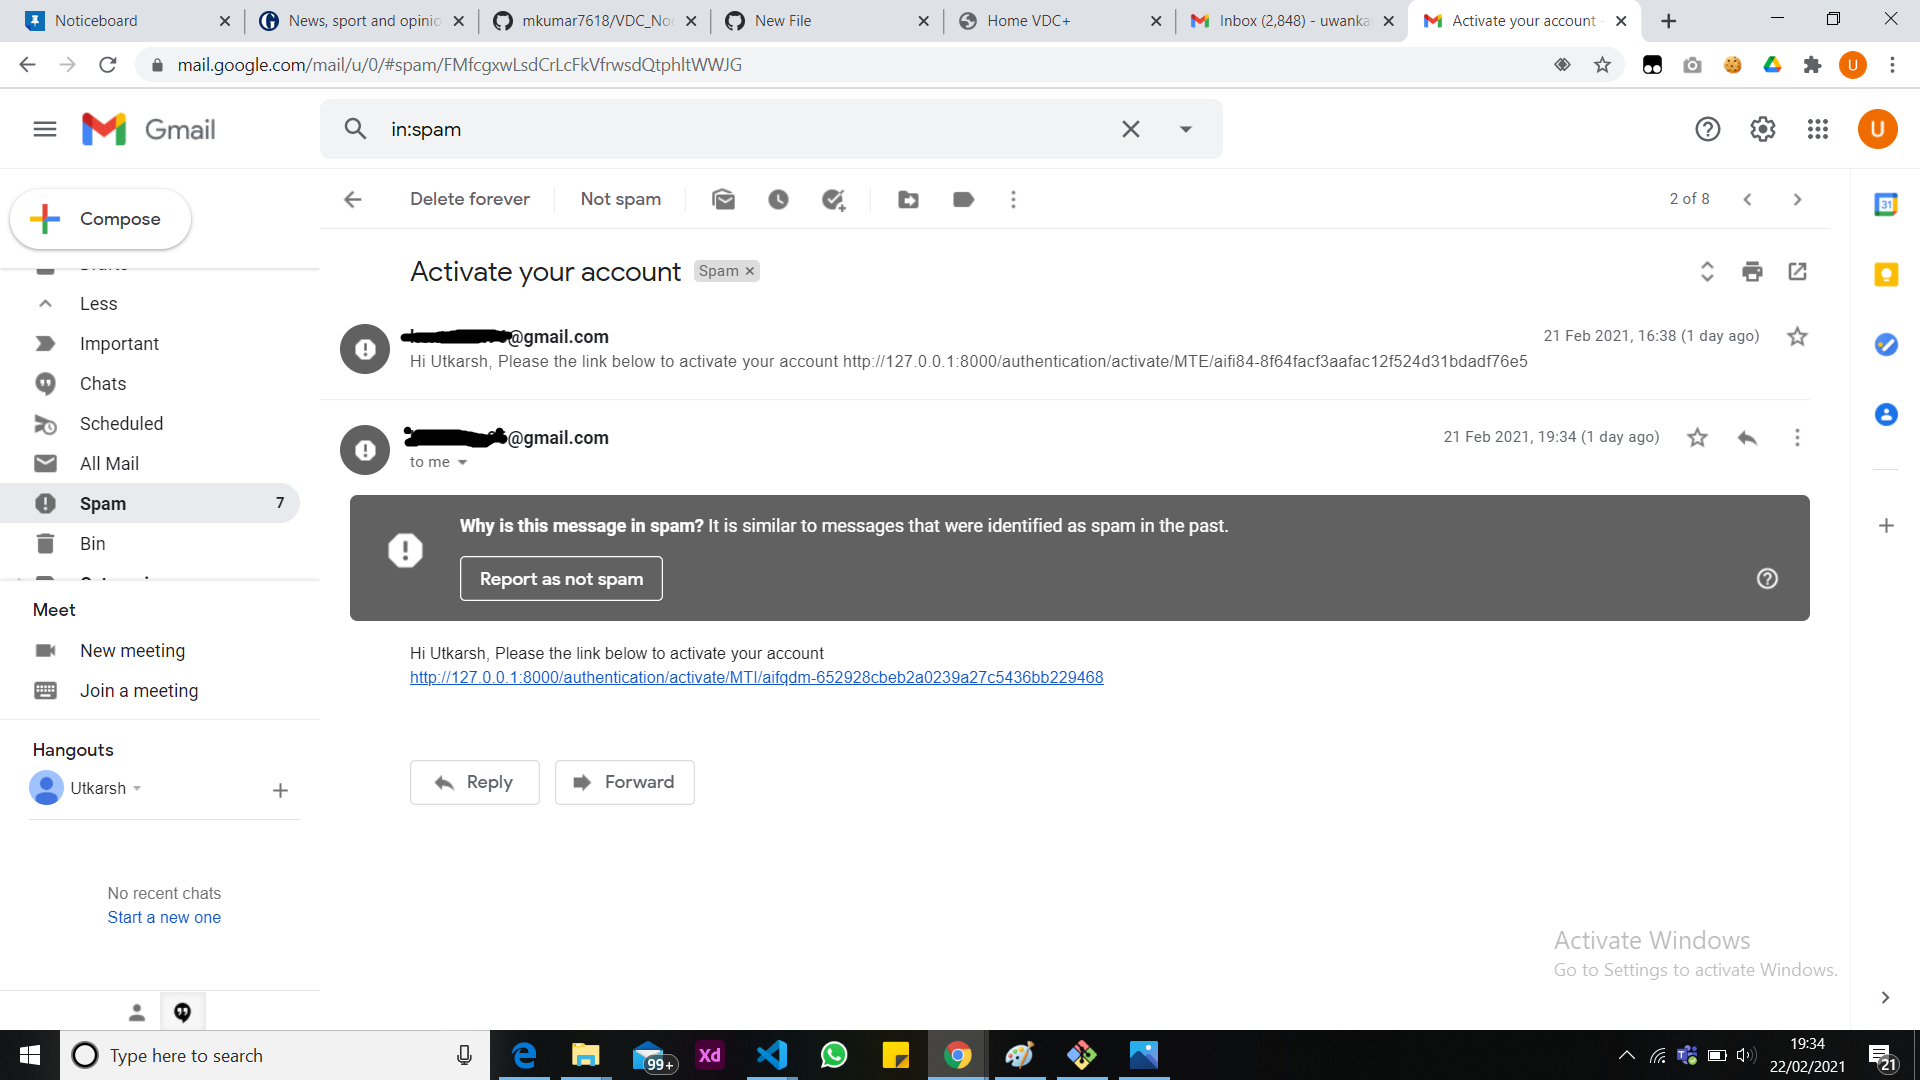 Noticeboard
News, sport and opinio
mkumar7618/VDC_Noo
New File
Home VDC+
Inbox (2,848) - uwanka
Activate your account -
mail.google.com/mail/u/0/#spam/FMfcgxwLsdCrLcFkVfrwsdQtphltWWJG
U
Gmail
in:spam
U
Compose
Delete forever
Not spam
2 of 8
31
Activate your account
Spam
Less
Important
Chats
Scheduled
All Mail
Spam
7
Bin
@gmail.com
21 Feb 2021, 16:38 (1 day ago)
Hi Utkarsh, Please the link below to activate your account http://127.0.0.1:8000/authentication/activate/MTE/aifi84-8f64facf3aafac12f524d31bdadf76e5
@gmail.com
21 Feb 2021, 19:34 (1 day ago)
to me
Why is this message in spam? It is similar to messages that were identified as spam in the past.
Report as not spam
Hi Utkarsh, Please the link below to activate your account
http://127.0.0.1:8000/authentication/activate/MTI/aifqdm-652928cbeb2a0239a27c5436bb229468
Meet
New meeting
Join a meeting
Hangouts
Utkarsh
Reply
Forward
No recent chats
Start a new one
Activate Windows
Go to Settings to activate Windows.
Type here to search
99+
Xd
19:34
22/02/2021
21